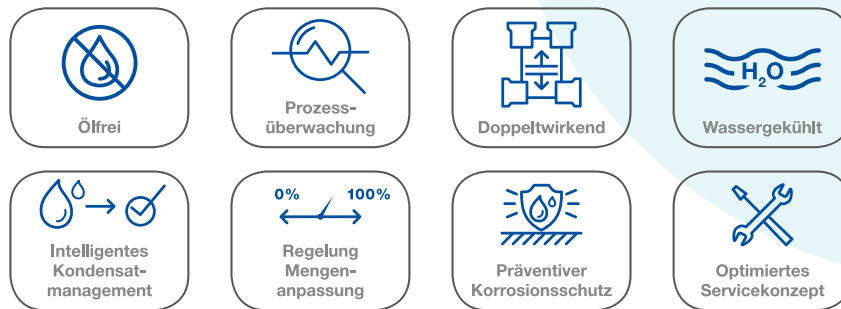 Ölfrei
Prozess-
überwachung
Doppeltwirkend
H₂O
Wassergekühlt
Intelligentes
Kondensat-
management
0% 100%
Regelung
Mengen-
anpassung
Präventiver
Korrosionsschutz
Optimiertes
Servicekonzept